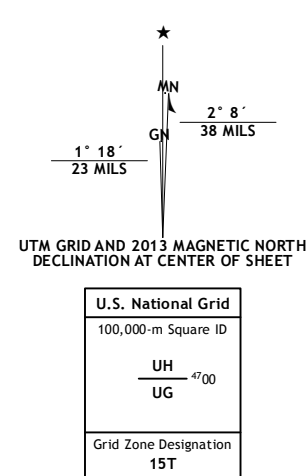 ★
MN
GN
2° 8´
38 MILS
1° 18´
23 MILS
UTM GRID AND 2013 MAGNETIC NORTH
DECLINATION AT CENTER OF SHEET
U.S. National Grid
100,000-m Square ID
UH
4700
UG
Grid Zone Designation
15T